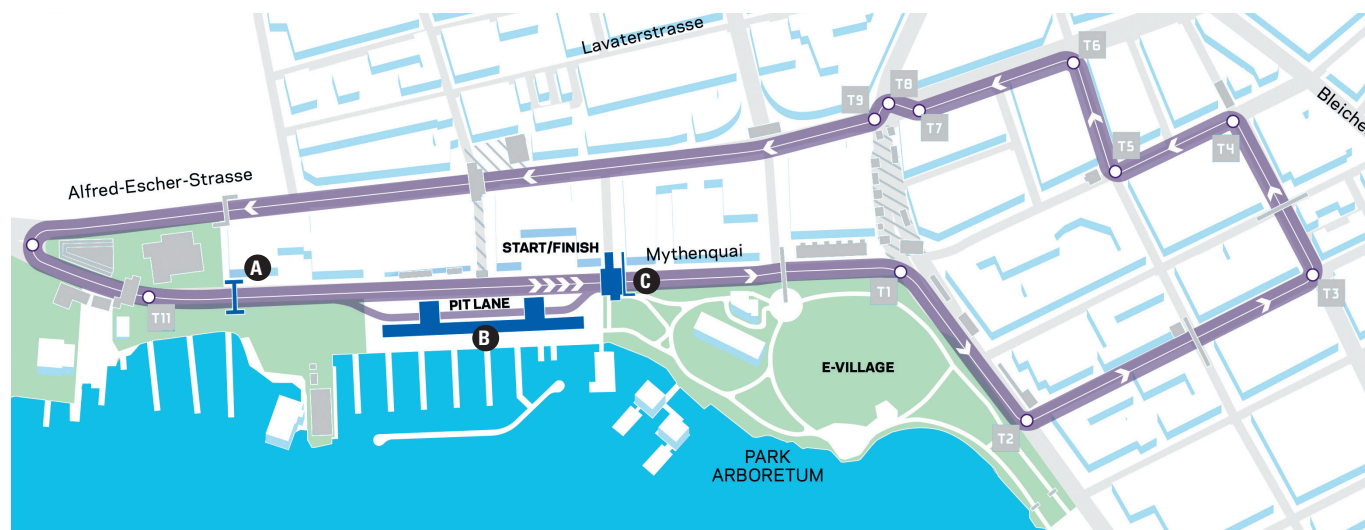 Lavaterstrasse
T6
T8
T9
T7
Bleiche
T4
T5
Alfred-Escher-Strasse
START/FINISH
Mythenquai
A
C
T1
T3
PIT LANE
T11
B
E-VILLAGE
T2
PARK
ARBORETUM